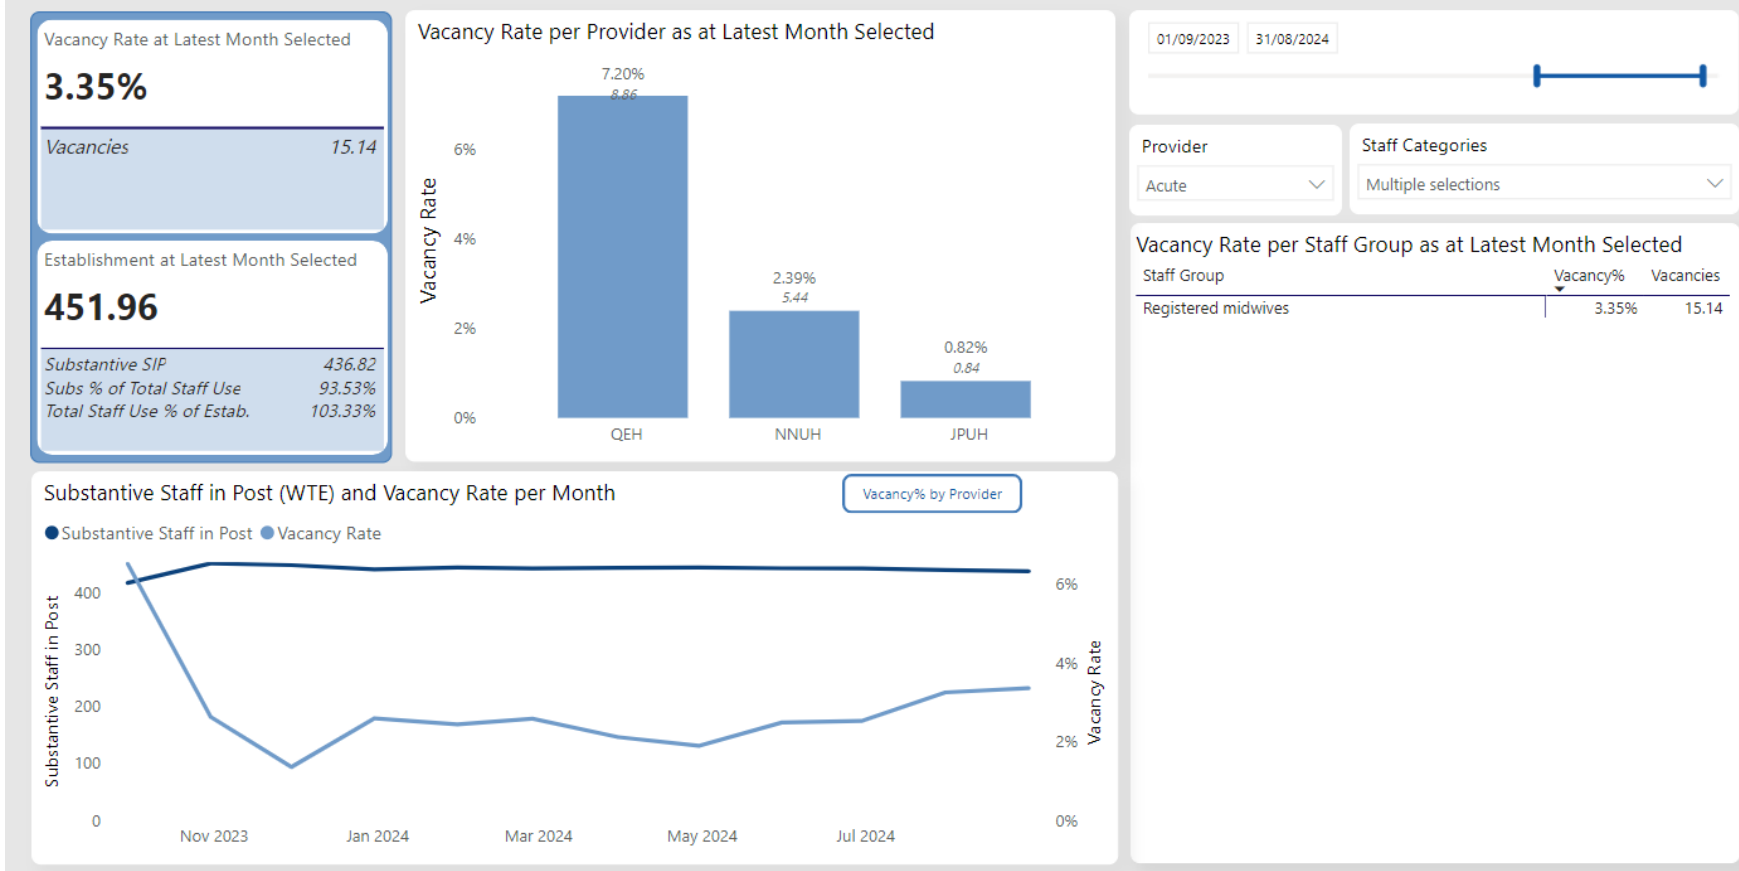 Vacancy Rate at Latest Month Selected
3.35%
Vacancies 15.14
Establishment at Latest Month Selected
451.96
Substantive SIP 436.82
Subs % of Total Staff Use 93.53%
Total Staff Use % of Estab. 103.33%
Vacancy Rate per Provider as at Latest Month Selected
Vacancy Rate
6%
4%
2%
0%
7.20%
8.86
2.39%
5.44
0.82%
0.84
QEH NNUH JPUH
01/09/2023 31/08/2024
Provider
Acute
Staff Categories
Multiple selections
Vacancy Rate per Staff Group as at Latest Month Selected
Staff Group Vacancy% Vacancies
Registered midwives 3.35% 15.14
Substantive Staff in Post (WTE) and Vacancy Rate per Month
Vacancy% by Provider
Substantive Staff in Post Vacancy Rate
Substantive Staff in Post
400
300
200
100
0
6%
4%
2%
0%
Vacancy Rate
Nov 2023 Jan 2024 Mar 2024 May 2024 Jul 2024